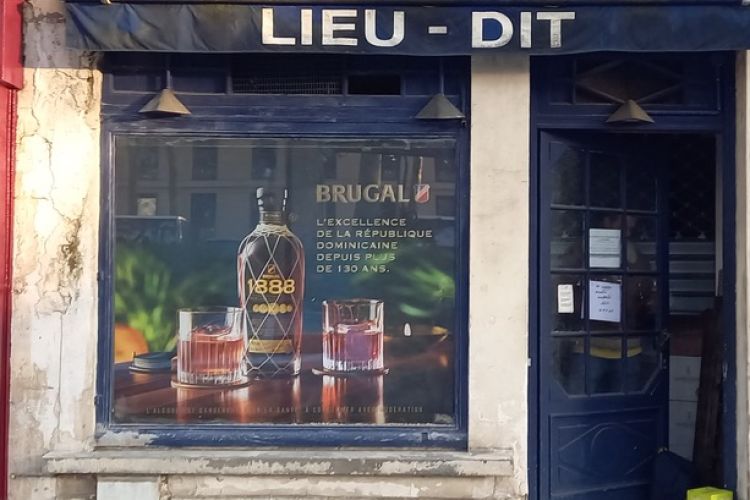 LIEU - DIT
BRUGAL
L'EXCELLENCE
DE LA RÉPUBLIQUE
DOMINICAINE
DEPUIS PLUS
DE 130 ANS.
1888